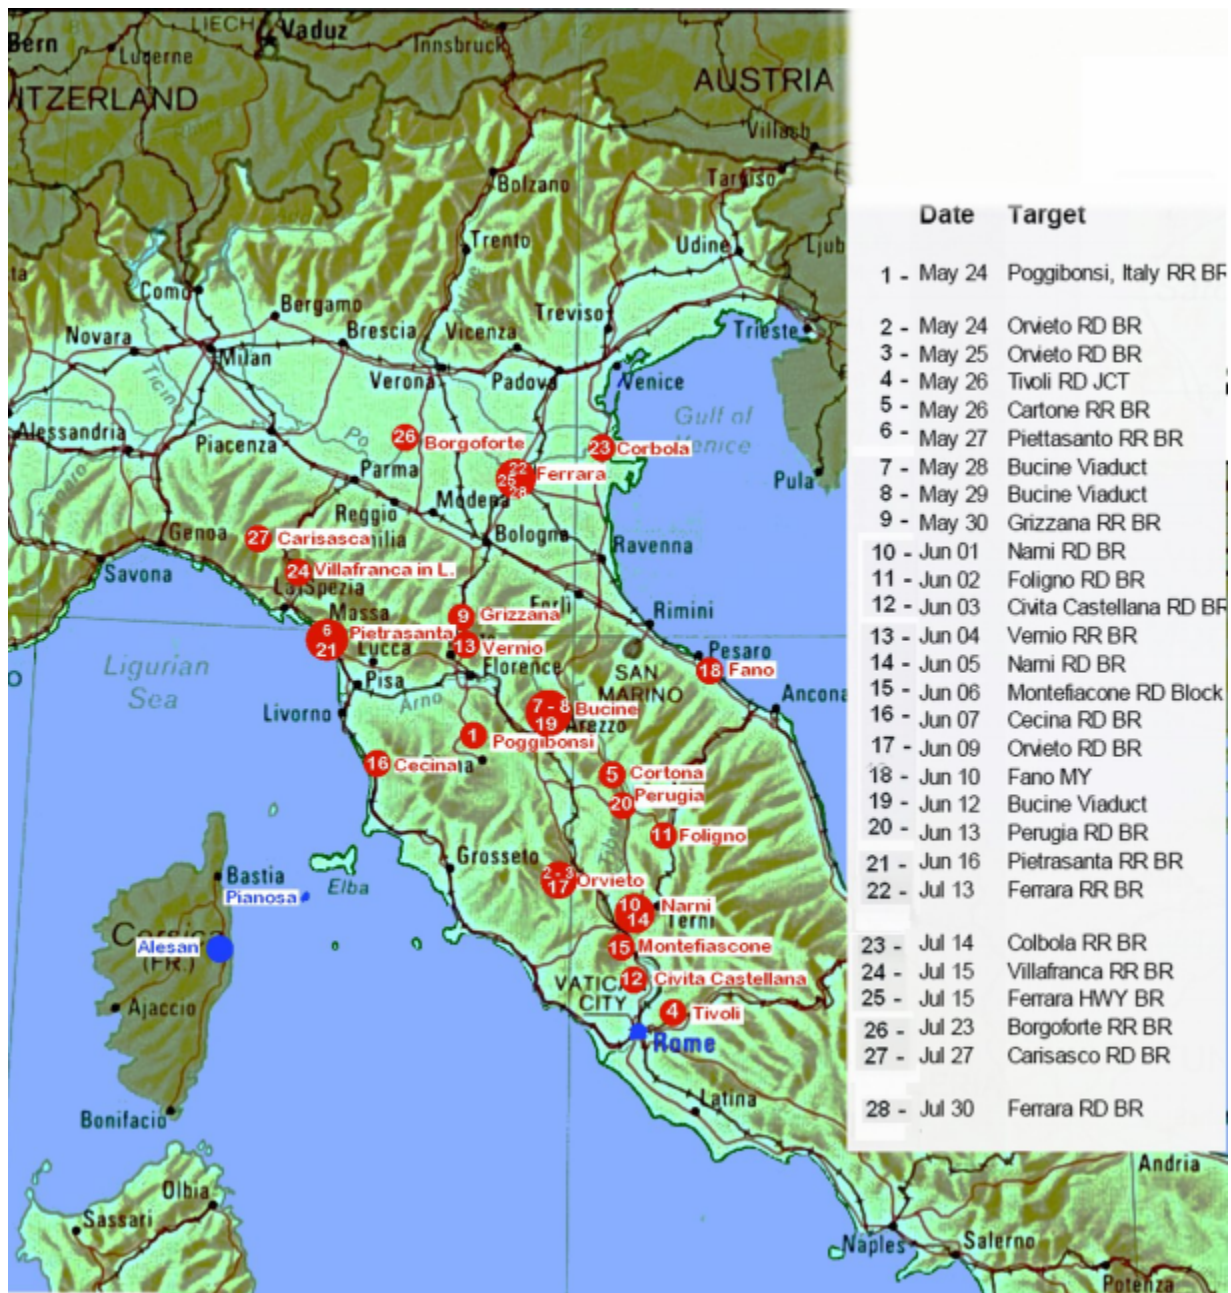 LIECH
Vaduz
Bern
Lucerne
Innsbruck
ITZERLAND
AUSTRIA
Villach
Bolzano
Tarviso
Trento
Udine
Ljub
Como
Adda
Adige
Bergamo
Treviso
Novara
Brescia
Vicenza
Trieste
Milan
Verona
Padova
Venice
Ticino
Gulf of
Venice
Alessandria
Piacenza
Po
26 Borgoforte
23 Corbola
Parma
22
25
28
Ferrara
Pula
Tanaro
Modena
Reggio
Genoa
27 Carisasca
milia
Bologna
Ravenna
Savona
24 Villafranca in L.
La Spezia
Forli
Massa
9 Grizzana
Rimini
6
21
Pietrasanta
13 Vernio
Pesaro
Lucca
Florence
SAN
MARINO
18 Fano
Ligurian
Sea
Pisa
Arno
Ancona
Livorno
7 - 8
19
Bucine
Arezzo
1 Poggibonsi
16 Cecina
a
5 Cortona
20 Perugia
11 Foligno
Tiber
Grosseto
Bastia
Elba
2 - 3
17
Orvieto
Pianosa
10
14
Narni
Terni
Corsica
(FR.)
Alesan
15 Montefiascone
VATICA
CITY
12 Civita Castellana
Ajaccio
4 Tivoli
Rome
Latina
Bonifacio
Olbia
Sassari
Naples
Salerno
Andria
Potenza
Date Target
1 - May 24 Poggibonsi, Italy RR BR
2 - May 24 Orvieto RD BR
3 - May 25 Orvieto RD BR
4 - May 26 Tivoli RD JCT
5 - May 26 Cartone RR BR
6 - May 27 Piettasanto RR BR
7 - May 28 Bucine Viaduct
8 - May 29 Bucine Viaduct
9 - May 30 Grizzana RR BR
10 - Jun 01 Nami RD BR
11 - Jun 02 Foligno RD BR
12 - Jun 03 Civita Castellana RD BR
13 - Jun 04 Vernio RR BR
14 - Jun 05 Nami RD BR
15 - Jun 06 Montefiacone RD Block
16 - Jun 07 Cecina RD BR
17 - Jun 09 Orvieto RD BR
18 - Jun 10 Fano MY
19 - Jun 12 Bucine Viaduct
20 - Jun 13 Perugia RD BR
21 - Jun 16 Pietrasanta RR BR
22 - Jul 13 Ferrara RR BR
23 - Jul 14 Colbola RR BR
24 - Jul 15 Villafranca RR BR
25 - Jul 15 Ferrara HWY BR
26 - Jul 23 Borgoforte RR BR
27 - Jul 27 Carisasco RD BR
28 - Jul 30 Ferrara RD BR